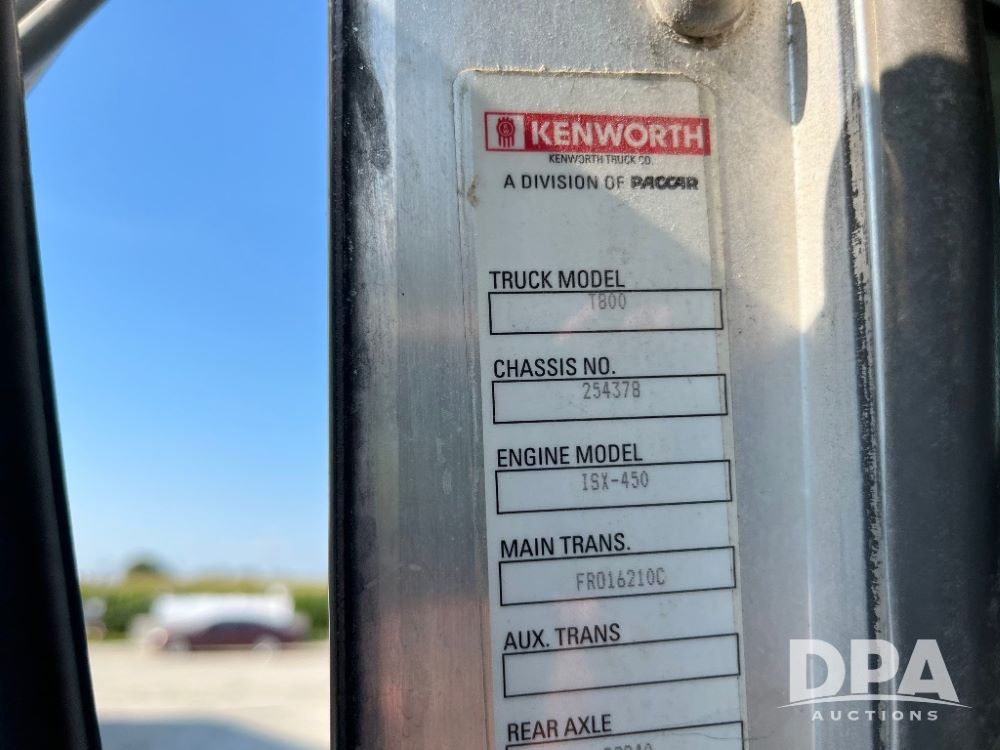 KENWORTH
KENWORTH TRUCK CO.
A DIVISION OF PACCAR
TRUCK MODEL
T800
CHASSIS NO.
254378
ENGINE MODEL
ISX-450
MAIN TRANS.
FRO16210C
AUX. TRANS
REAR AXLE
DPA
AUCTIONS